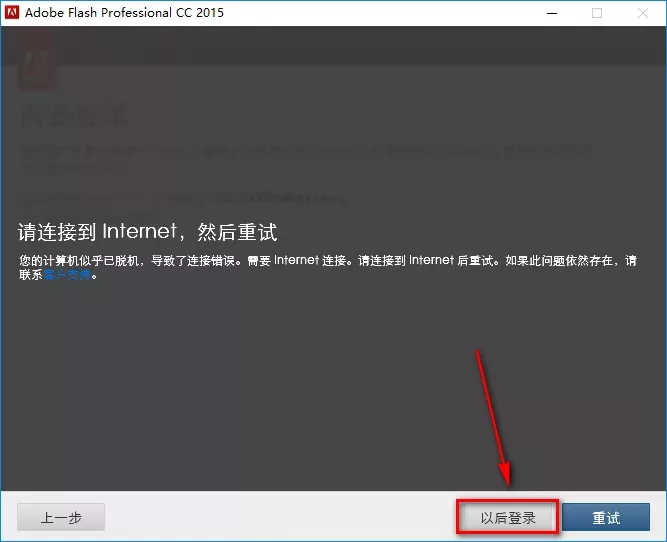 Adobe Flash Professional CC 2015
请连接到 Internet，然后重试
您的计算机似乎已脱机，导致了连接错误。需要 Internet 连接。请连接到 Internet 后重试。如果此问题依然存在，请
联系客户支持。
上一步
以后登录
重试